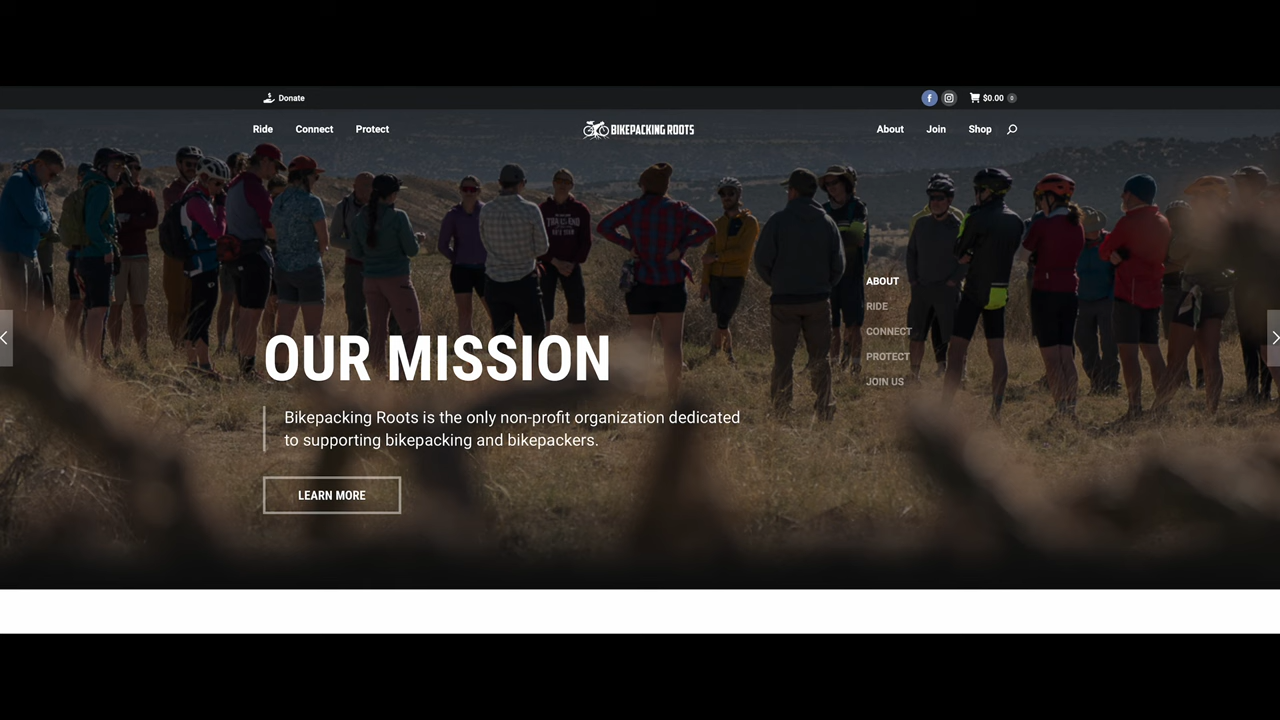 Donate
$0.00 0
Ride Connect Protect
BIKEPACKING ROOTS
About Join Shop
ABOUT
RIDE
CONNECT
PROTECT
JOIN US
OUR MISSION
Bikepacking Roots is the only non-profit organization dedicated
to supporting bikepacking and bikepackers.
LEARN MORE